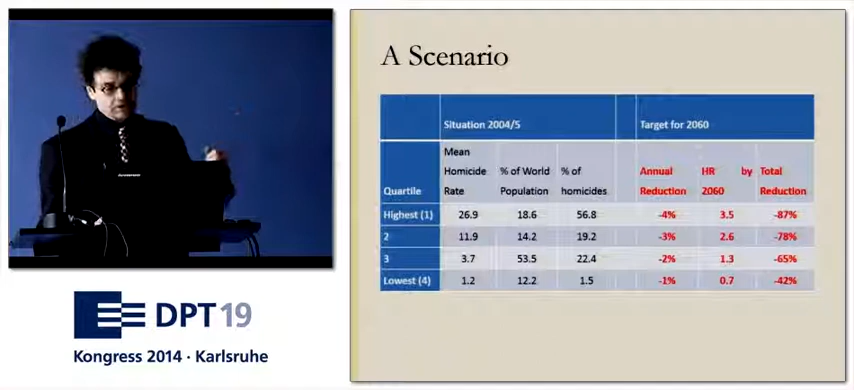 DPT 19
Kongress 2014 · Karlsruhe
A Scenario
Situation 2004/5 Target for 2060
Quartile Mean Homicide Rate % of World Population % of homicides Annual Reduction HR by 2060 Total Reduction
Highest (1) 26.9 18.6 56.8 -4% 3.5 -87%
2 11.9 14.2 19.2 -3% 2.6 -78%
3 3.7 53.5 22.4 -2% 1.3 -65%
Lowest (4) 1.2 12.2 1.5 -1% 0.7 -42%